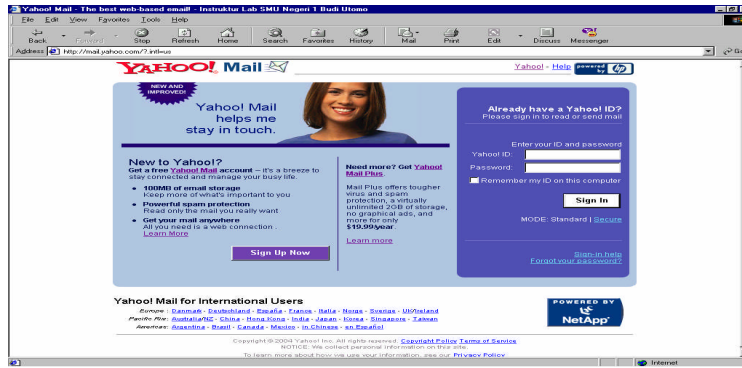 Yahoo! Mail - The best web-based email! - Instruktur Lab SMU Negeri 1 Budi Utomo
File Edit View Favorites Tools Help
Back Forward Stop Refresh Home Search Favorites History Mail Print Edit Discuss Messenger
Address http://mail.yahoo.com/?.intl=us Go
YAHOO! Mail
Yahoo! - Help powered by hp
NEW AND IMPROVED!
Yahoo! Mail
helps me
stay in touch.
New to Yahoo!?
Get a free Yahoo! Mail account – it's a breeze to
stay connected and manage your busy life.
• 100MB of email storage
Keep more of what's important to you
• Powerful spam protection
Read only the mail you really want
• Get your mail anywhere
All you need is a web connection .
Learn More
Sign Up Now
Need more? Get Yahoo!
Mail Plus.
Mail Plus offers tougher
virus and spam
protection, a virtually
unlimited 2GB of storage,
no graphical ads, and
more for only
$19.99/year.
Learn more
Already have a Yahoo! ID?
Please sign in to read or send mail
Enter your ID and password
Yahoo! ID:
Password:
Remember my ID on this computer
Sign In
MODE: Standard | Secure
Sign-in help
Forgot your password?
Yahoo! Mail for International Users
Europe : Danmark - Deutschland - España - France - Italia - Norge - Sverige - UK/Ireland
Pacific Rim: Australia/NZ - China - Hong Kong - India - Japan - Korea - Singapore - Taiwan
Americas: Argentina - Brasil - Canada - Mexico - in Chinese - en Español
POWERED BY
NetApp
Copyright © 2004 Yahoo! Inc. All rights reserved. Copyright Policy Terms of Service
NOTICE: We collect personal information on this site.
To learn more about how we use your information, see our Privacy Policy
Internet